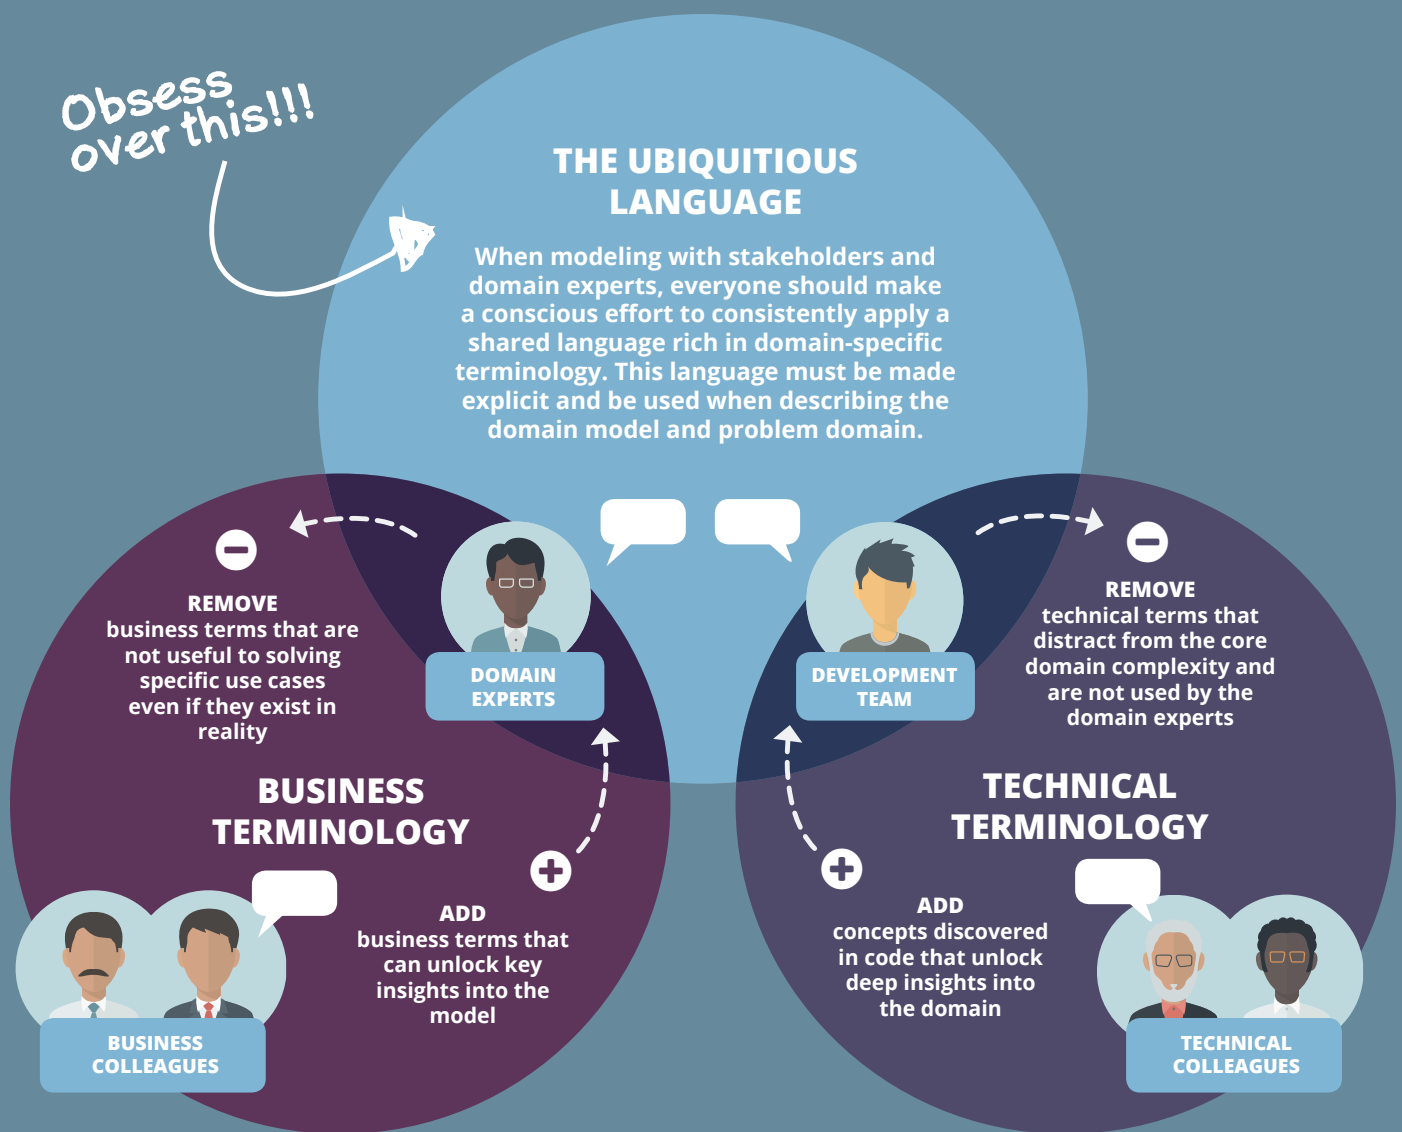 Obsess
over this!!!
THE UBIQUITIOUS
LANGUAGE
When modeling with stakeholders and
domain experts, everyone should make
a conscious effort to consistently apply a
shared language rich in domain-specific
terminology. This language must be made
explicit and be used when describing the
domain model and problem domain.
REMOVE
business terms that are
not useful to solving
specific use cases
even if they exist in
reality
DOMAIN
EXPERTS
DEVELOPMENT
TEAM
REMOVE
technical terms that
distract from the core
domain complexity and
are not used by the
domain experts
BUSINESS
TERMINOLOGY
ADD
business terms that
can unlock key
insights into the
model
BUSINESS
COLLEAGUES
TECHNICAL
TERMINOLOGY
ADD
concepts discovered
in code that unlock
deep insights into
the domain
TECHNICAL
COLLEAGUES